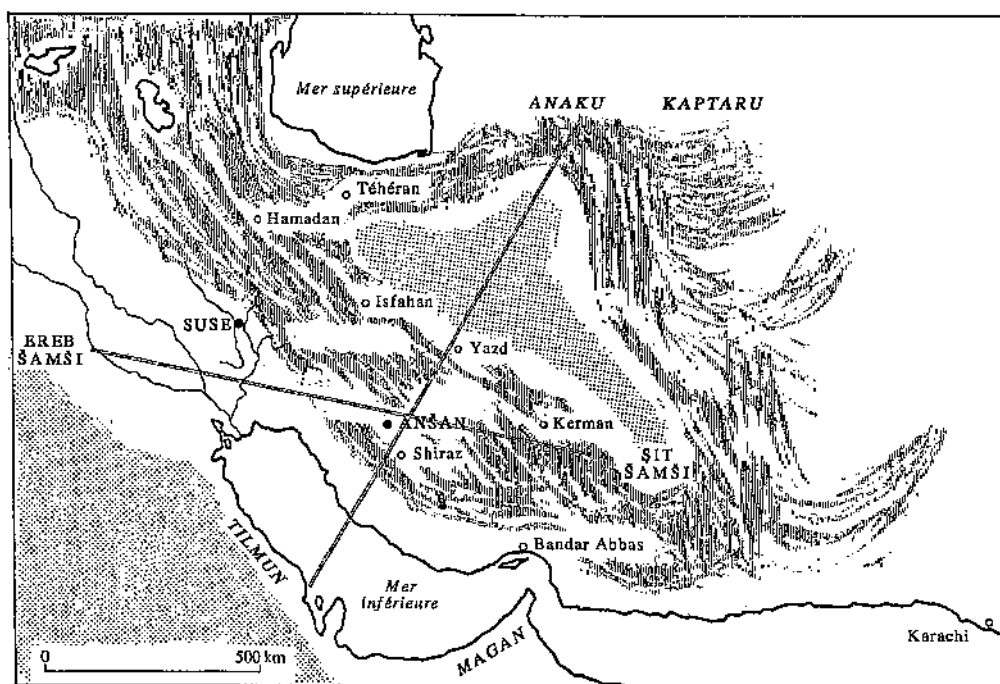 Mer supérieure
ANAKU KAPTARU
Téhéran
Hamadan
Isfahan
SUSE
EREB
ŠAMŠI
Yazd
ANŠAN
Kerman
Shiraz
ṢIT
ŠAMŠI
TILMUN
Bandar Abbas
Mer
inférieure
MAGAN
Karachi
0 500 km